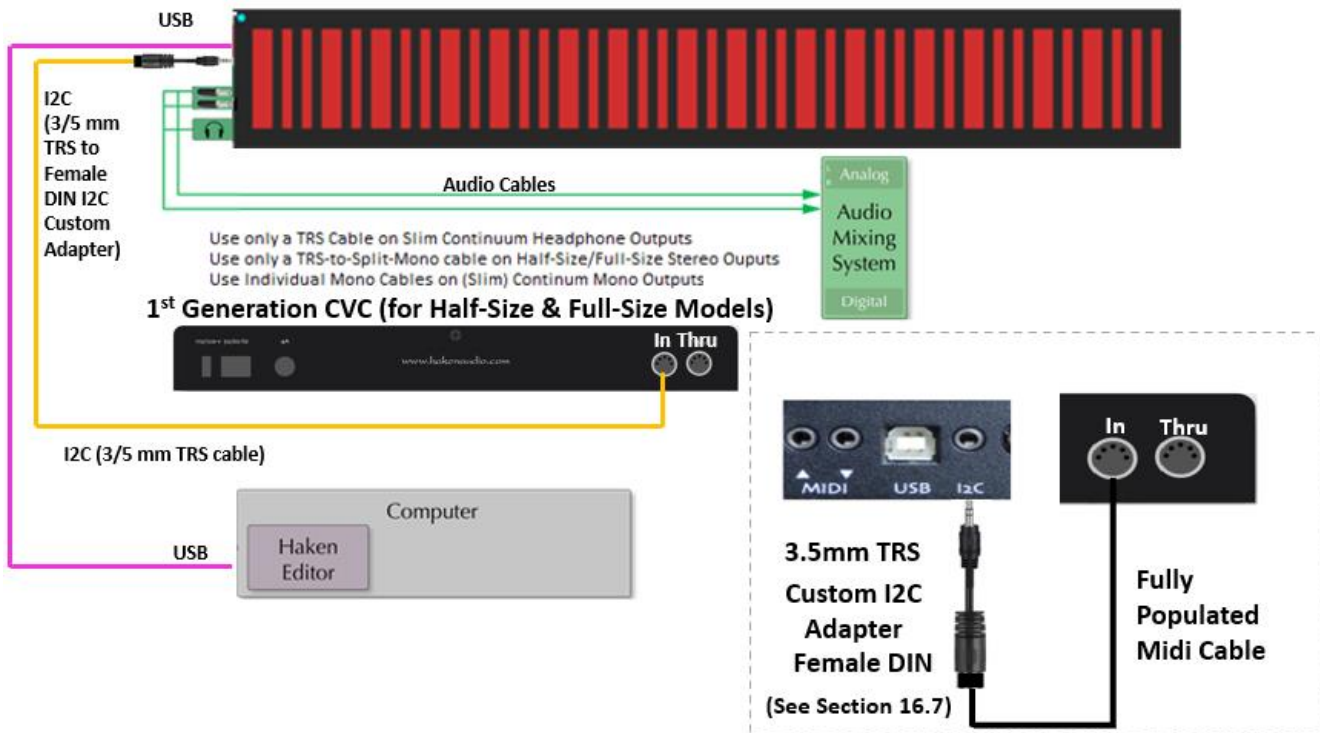 USB
I2C
(3/5 mm
TRS to
Female
DIN I2C
Custom
Adapter)
Audio Cables
Analog
Audio
Mixing
System
Digital
Use only a TRS Cable on Slim Continuum Headphone Outputs
Use only a TRS-to-Split-Mono cable on Half-Size/Full-Size Stereo Ouputs
Use Individual Mono Cables on (Slim) Continum Mono Outputs
1st Generation CVC (for Half-Size & Full-Size Models)
In Thru
www.hakenaudio.com
I2C (3/5 mm TRS cable)
Computer
Haken
Editor
USB
MIDI USB I2C
In Thru
3.5mm TRS
Custom I2C
Adapter
Female DIN
(See Section 16.7)
Fully
Populated
Midi Cable